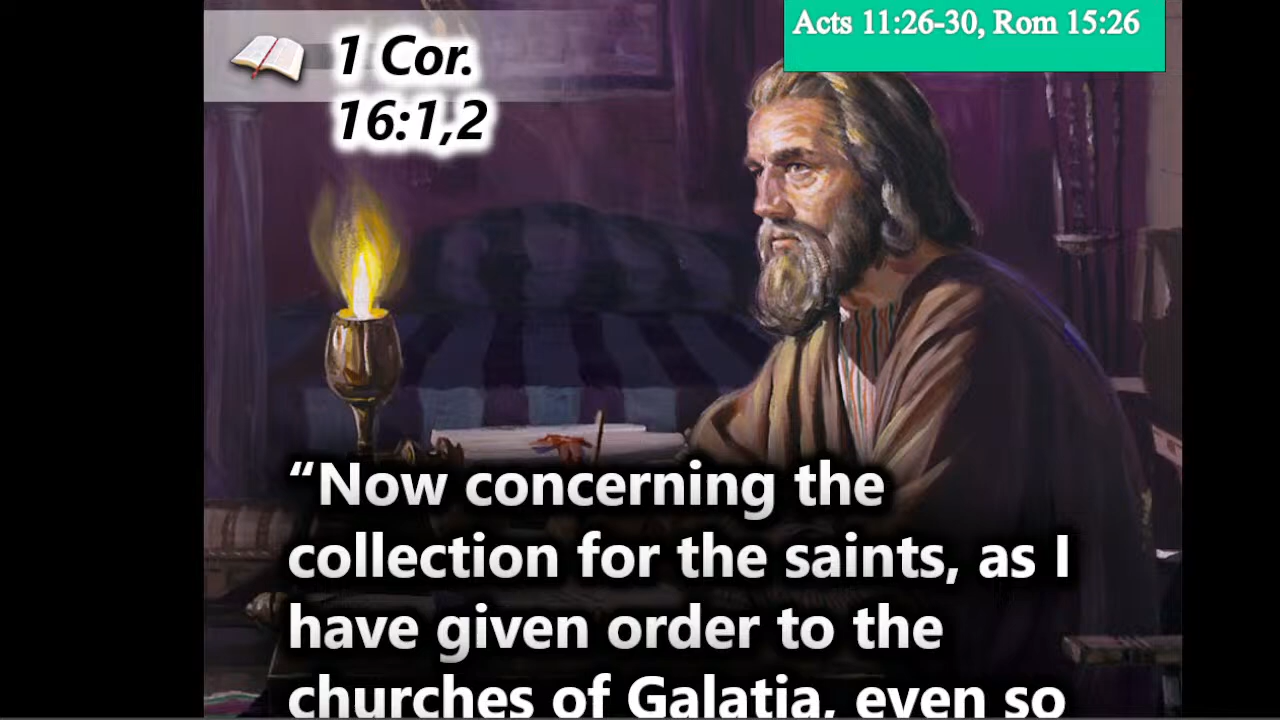 1 Cor.
16:1,2
Acts 11:26-30, Rom 15:26
“Now concerning the
collection for the saints, as I
have given order to the
churches of Galatia, even so